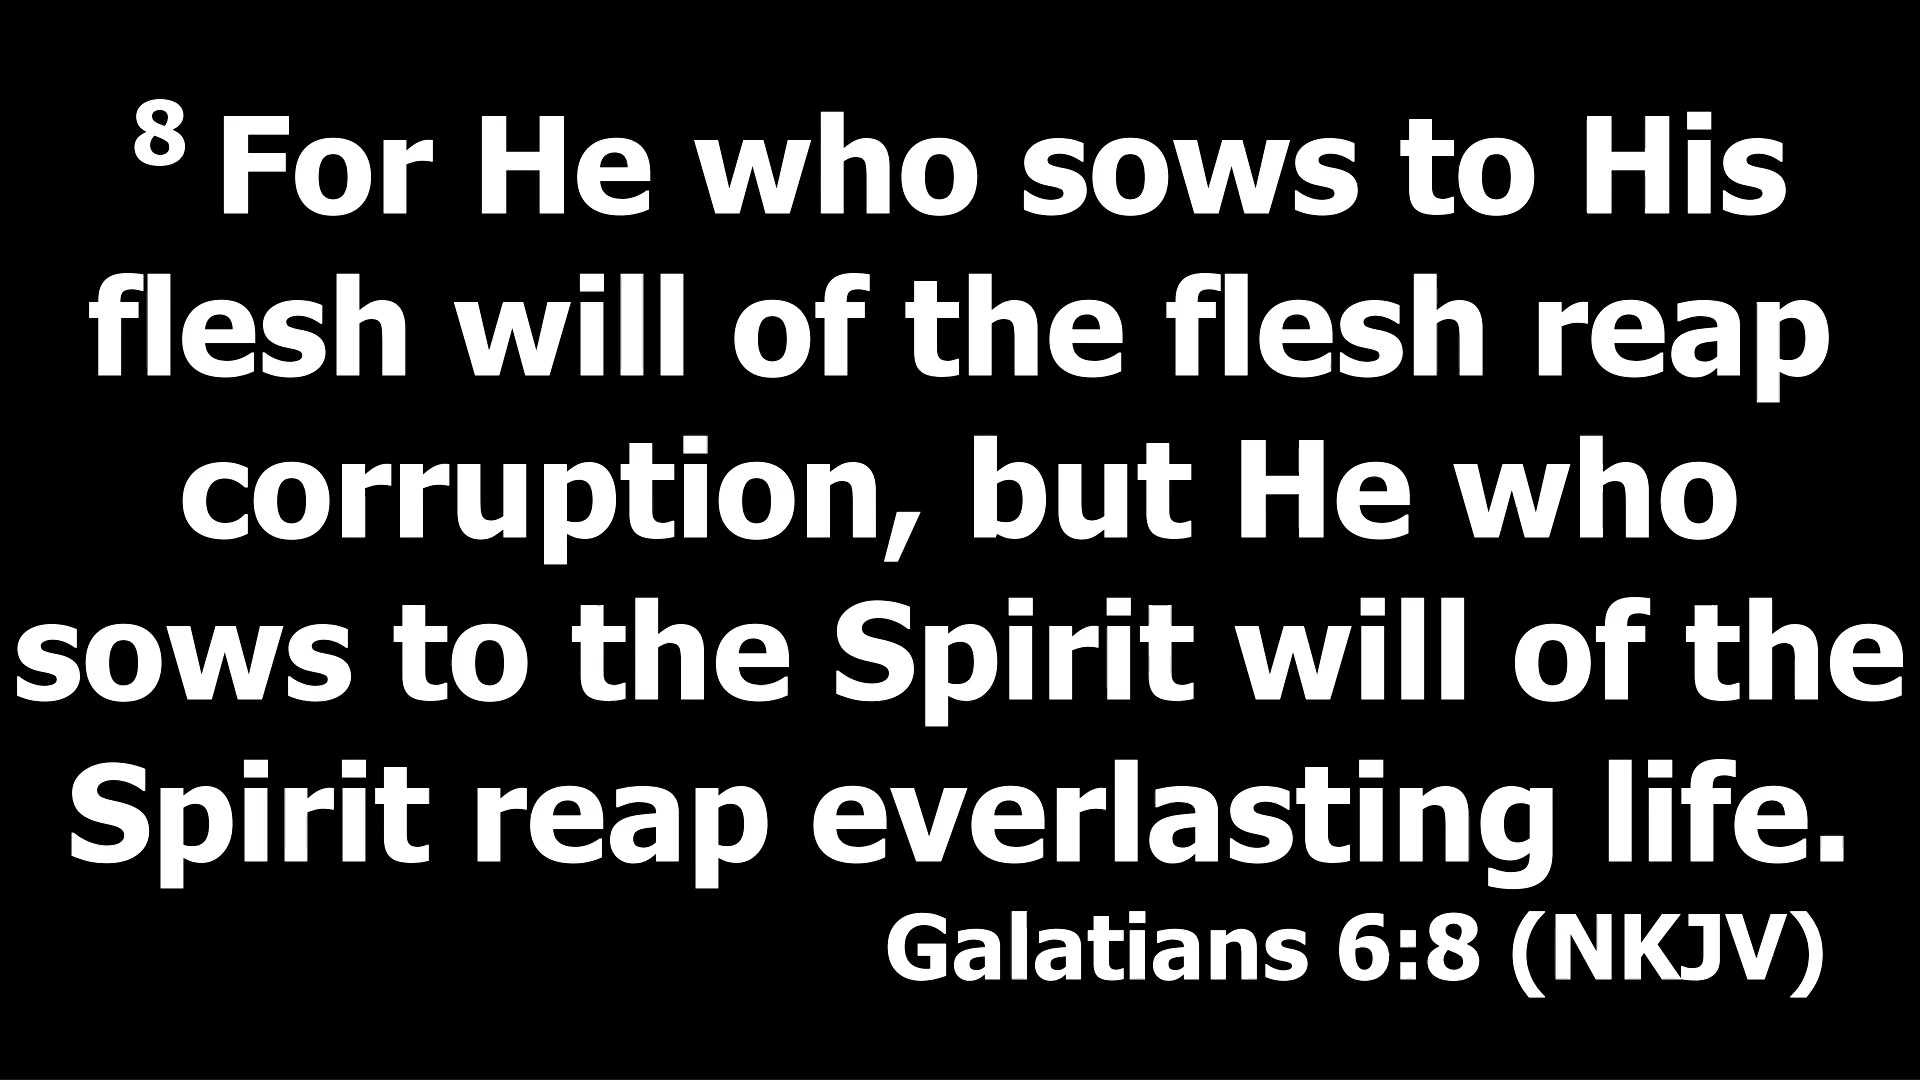 8 For He who sows to His
flesh will of the flesh reap
corruption, but He who
sows to the Spirit will of the
Spirit reap everlasting life.
Galatians 6:8 (NKJV)